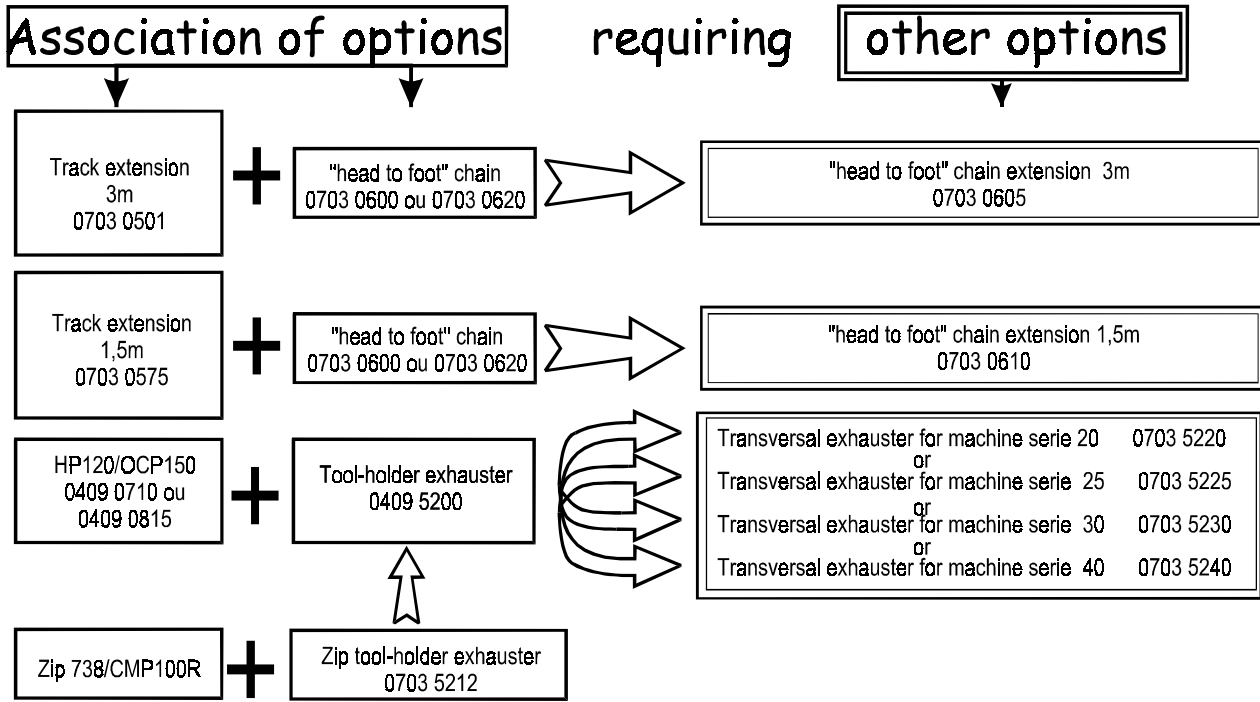 Association of options requiring other options
Track extension
3m
0703 0501
"head to foot" chain
0703 0600 ou 0703 0620
"head to foot" chain extension 3m
0703 0605
Track extension
1,5m
0703 0575
"head to foot" chain
0703 0600 ou 0703 0620
"head to foot" chain extension 1,5m
0703 0610
HP120/OCP150
0409 0710 ou
0409 0815
Tool-holder exhauster
0409 5200
Transversal exhauster for machine serie 20 0703 5220
or
Transversal exhauster for machine serie 25 0703 5225
or
Transversal exhauster for machine serie 30 0703 5230
or
Transversal exhauster for machine serie 40 0703 5240
Zip 738/CMP100R
Zip tool-holder exhauster
0703 5212